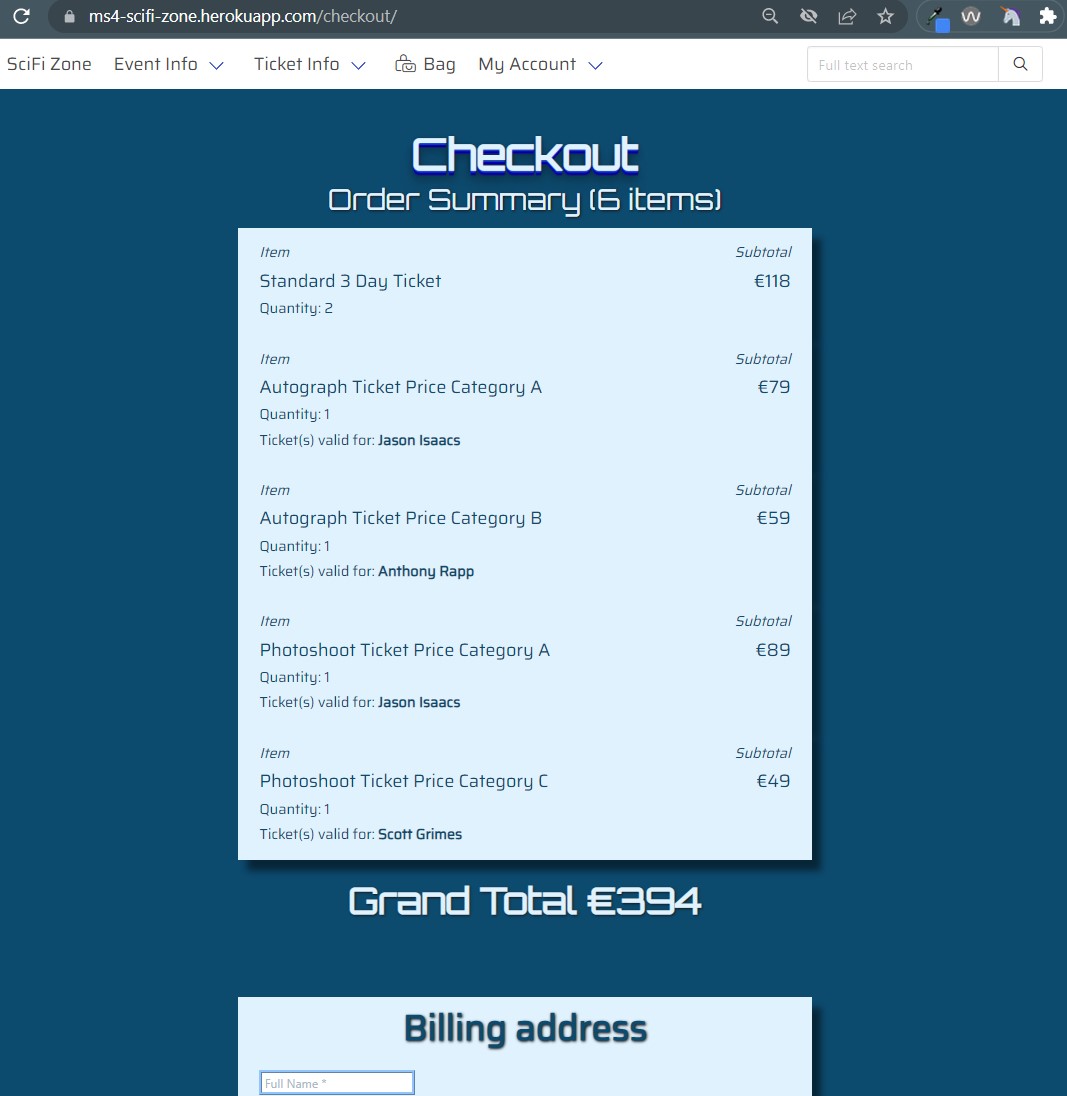 ms4-scifi-zone.herokuapp.com/checkout/
SciFi Zone Event Info Ticket Info Bag My Account Full text search
Checkout
Order Summary (6 items)
Item Subtotal
Standard 3 Day Ticket €118
Quantity: 2
Item Subtotal
Autograph Ticket Price Category A €79
Quantity: 1
Ticket(s) valid for: Jason Isaacs
Item Subtotal
Autograph Ticket Price Category B €59
Quantity: 1
Ticket(s) valid for: Anthony Rapp
Item Subtotal
Photoshoot Ticket Price Category A €89
Quantity: 1
Ticket(s) valid for: Jason Isaacs
Item Subtotal
Photoshoot Ticket Price Category C €49
Quantity: 1
Ticket(s) valid for: Scott Grimes
Grand Total €394
Billing address
Full Name *